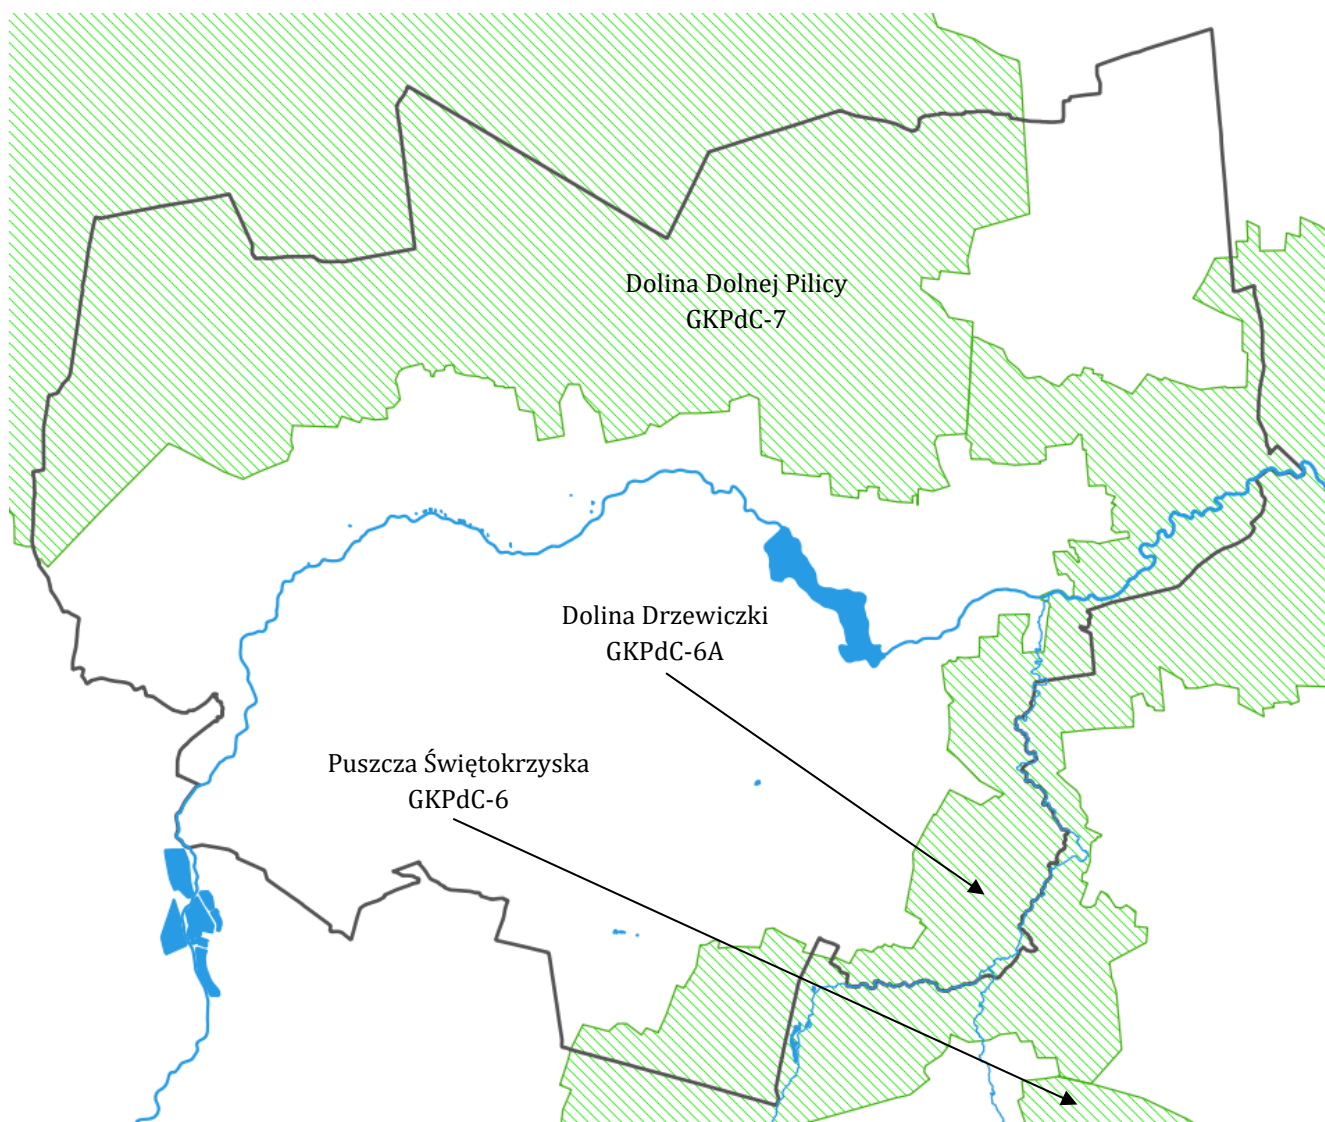 Dolina Dolnej Pilicy
GKPdC-7
Dolina Drzewiczki
GKPdC-6A
Puszcza Świętokrzyska
GKPdC-6